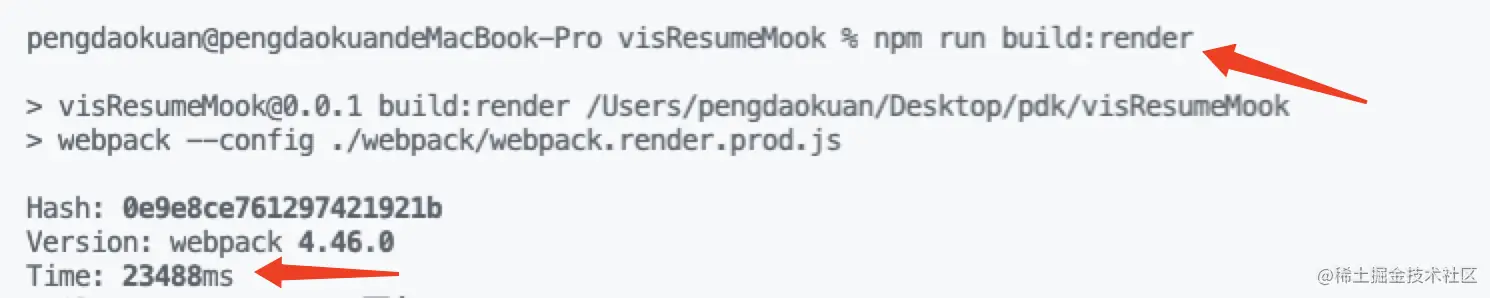 pengdaokuan@pengdaokuandeMacBook-Pro visResumeMook % npm run build:render
> visResumeMook@0.0.1 build:render /Users/pengdaokuan/Desktop/pdk/visResumeMook
> webpack --config ./webpack/webpack.render.prod.js
Hash: 0e9e8ce761297421921b
Version: webpack 4.46.0
Time: 23488ms
@稀土掘金技术社区